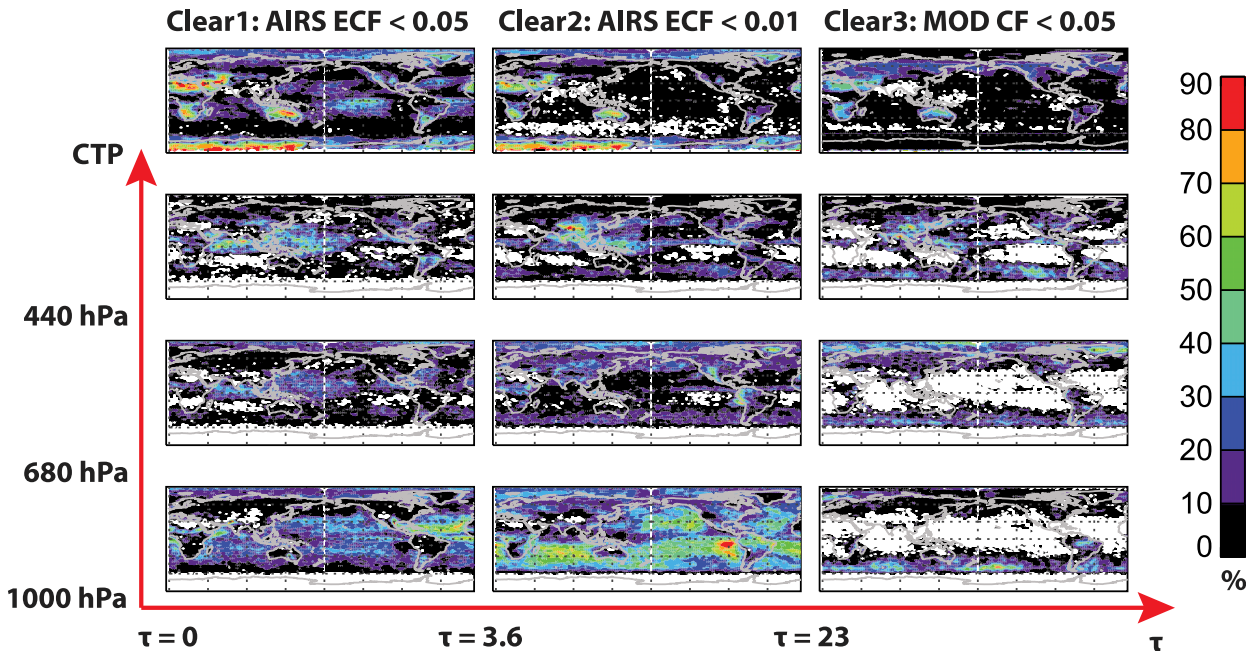 Clear1: AIRS ECF < 0.05 Clear2: AIRS ECF < 0.01 Clear3: MOD CF < 0.05
90
80
CTP
70
60
50
440 hPa
40
30
20
680 hPa
10
0
%
1000 hPa
τ = 0 τ = 3.6 τ = 23 τ